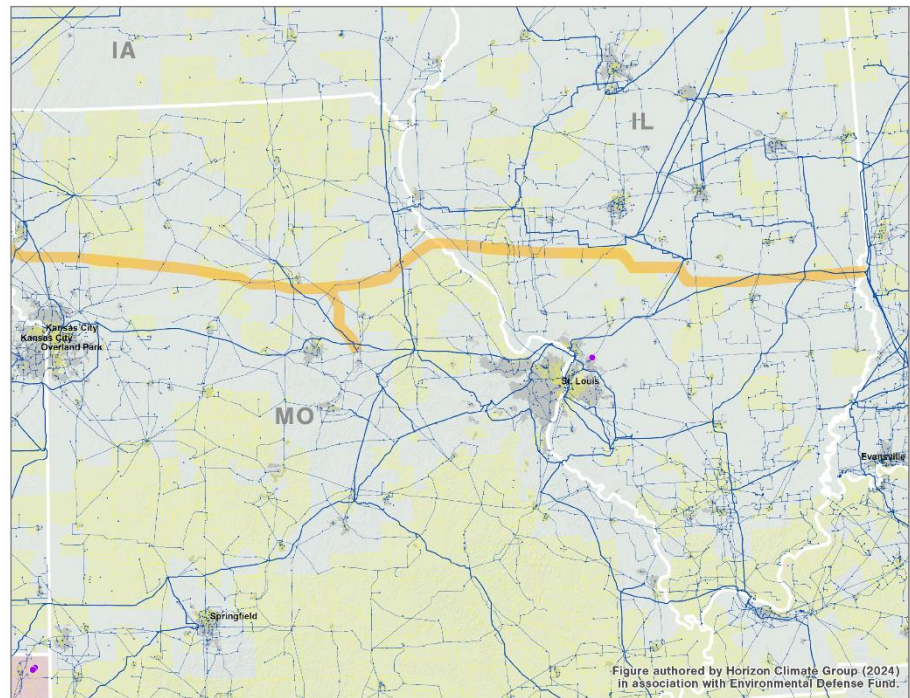 IA
IL
Kansas City
Kansas City
Overland Park
St. Louis
MO
Evansville
Springfield
Figure authored by Horizon Climate Group (2024)
in association with Environmental Defense Fund.